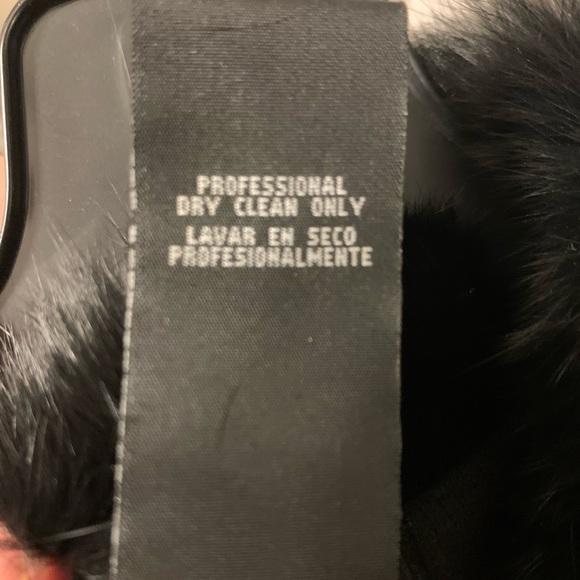 PROFESSIONAL
DRY CLEAN ONLY
LAVAR EN SECO
PROFESIONALMENTE